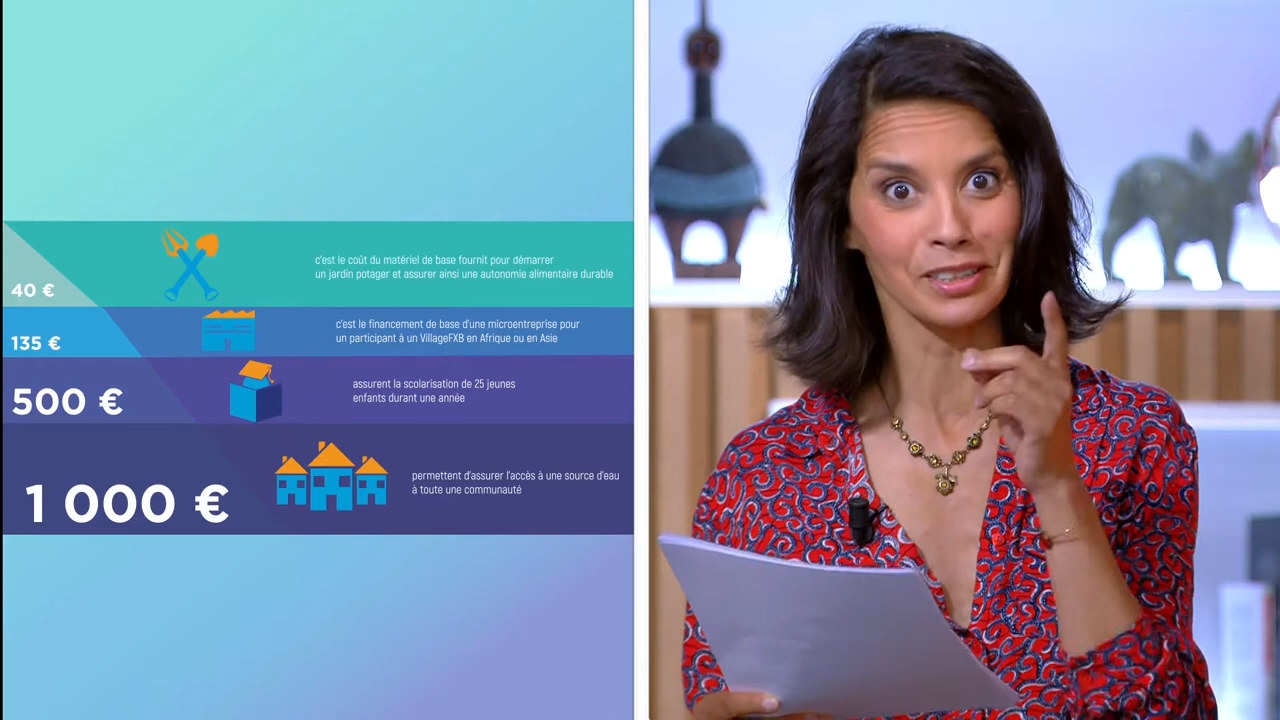 40 €
c'est le coût du matériel de base fournit pour démarrer
un jardin potager et assurer ainsi une autonomie alimentaire durable
135 €
c'est le financement de base d'une microentreprise pour
un participant à un VillageFXB en Afrique ou en Asie
500 €
assurent la scolarisation de 25 jeunes
enfants durant une année
1 000 €
permettent d'assurer l'accès à une source d'eau
à toute une communauté